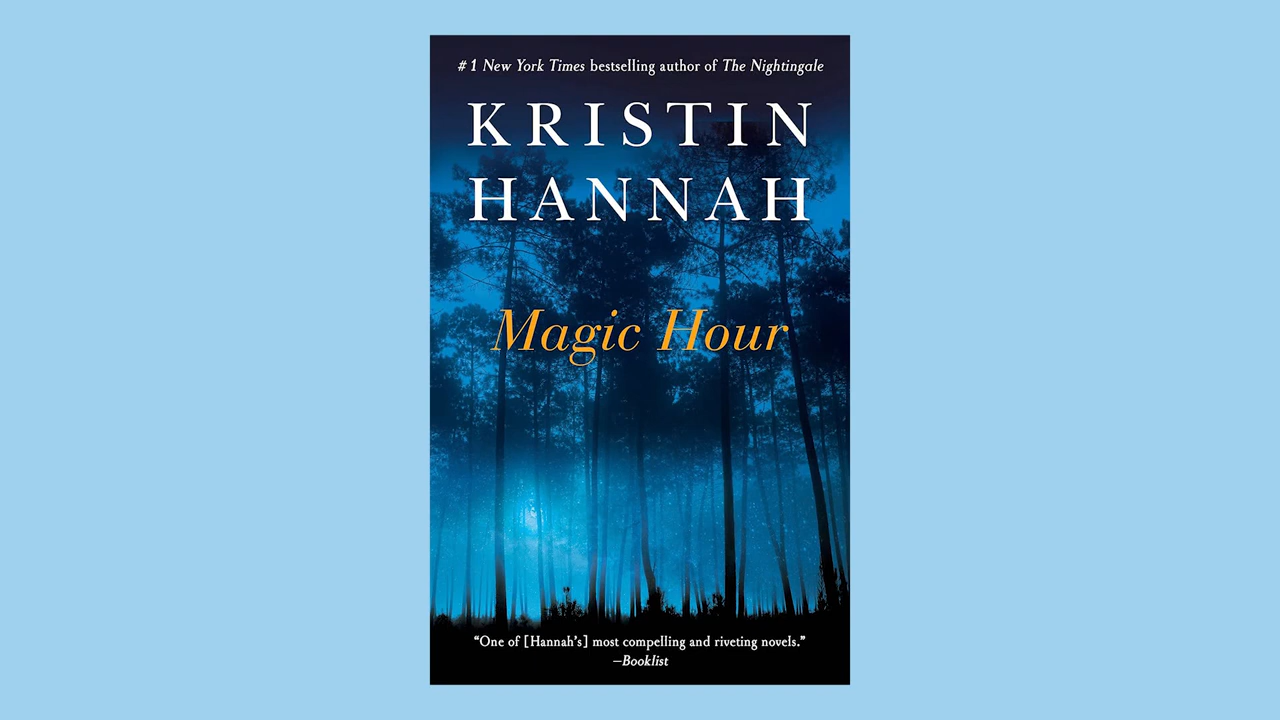 #1 New York Times bestselling author of The Nightingale
KRISTIN
HANNAH
Magic Hour
“One of [Hannah’s] most compelling and riveting novels.”
—Booklist